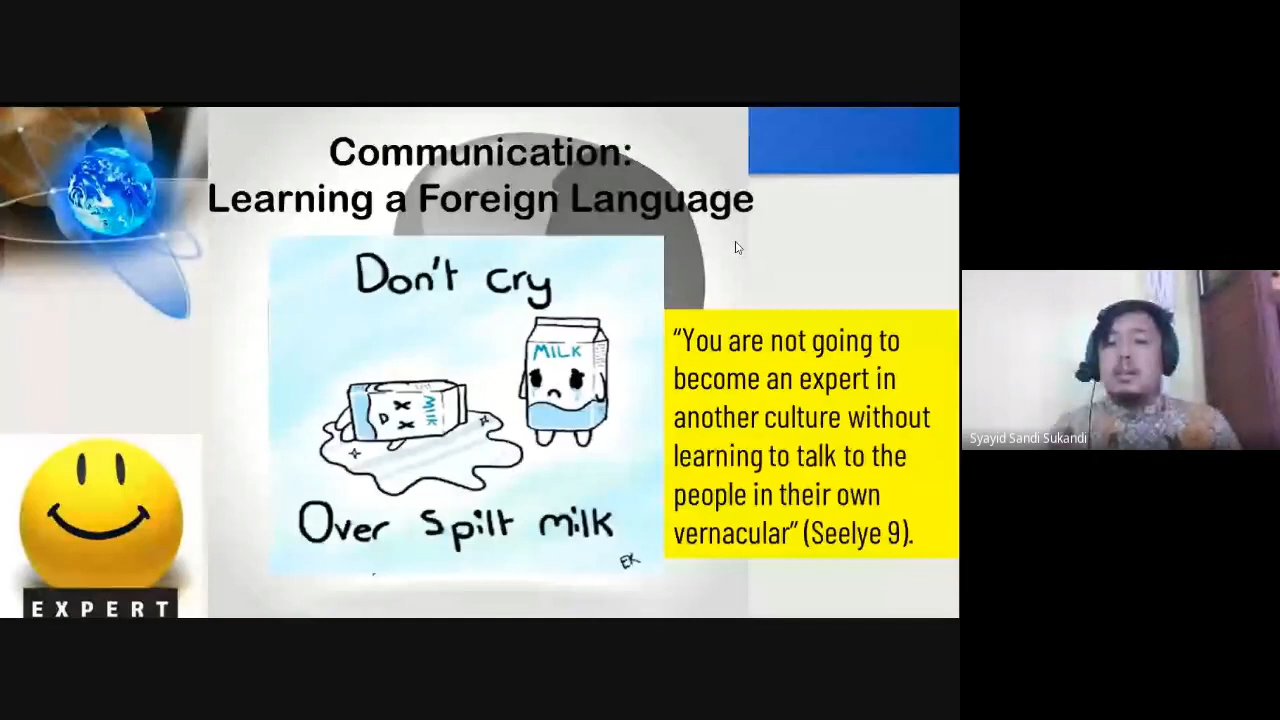 Communication:
Learning a Foreign Language
Don't cry
MILK
MILK
Over spilt milk
EK
“You are not going to
become an expert in
another culture without
learning to talk to the
people in their own
vernacular” (Seelye 9).
EXPERT
Syayid Sandi Sukandi